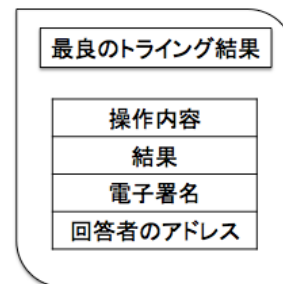 最良のトライング結果
操作内容
結果
電子署名
回答者のアドレス